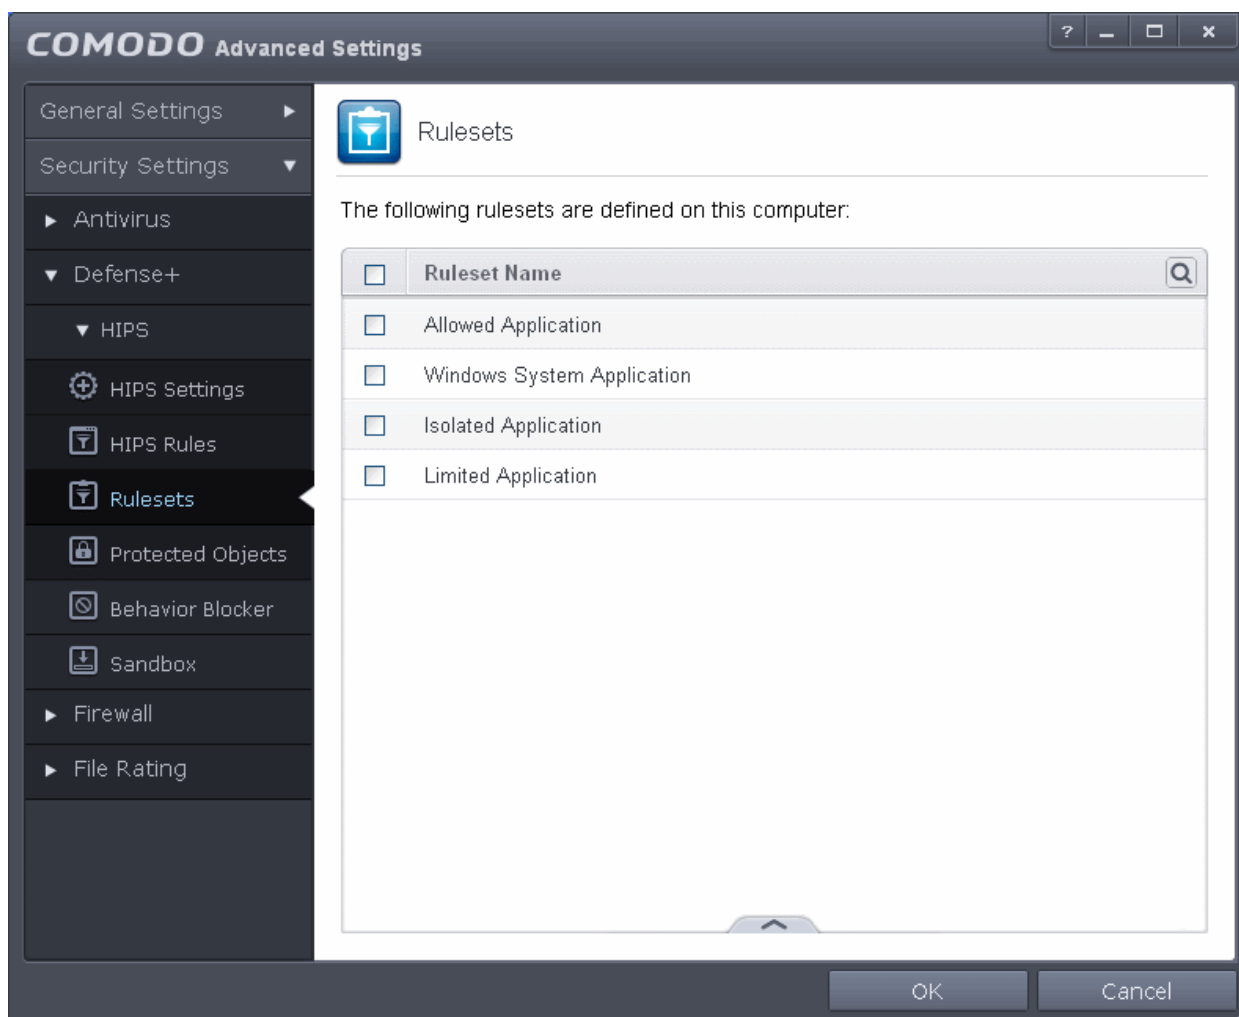 COMODO Advanced Settings
?
General Settings
Security Settings
Antivirus
Defense+
HIPS
HIPS Settings
HIPS Rules
Rulesets
Protected Objects
Behavior Blocker
Sandbox
Firewall
File Rating
Rulesets
The following rulesets are defined on this computer:
Ruleset Name
Allowed Application
Windows System Application
Isolated Application
Limited Application
OK
Cancel